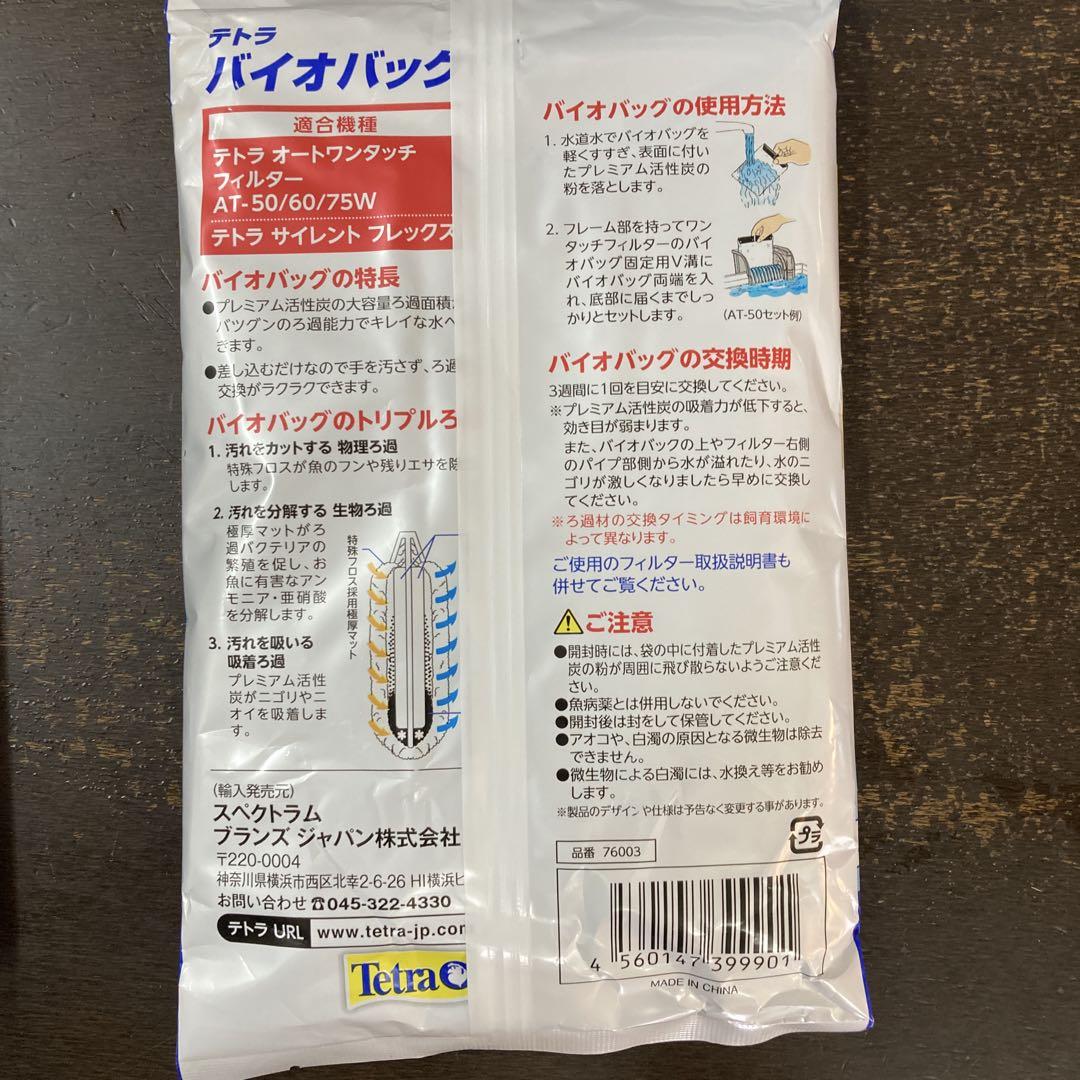 テトラ
バイオバッグ
適合機種
テトラ オートワンタッチ
フィルター
AT-50/60/75W
テトラ サイレント フレックス
バイオバッグの特長
●プレミアム活性炭の大容量ろ過面積
バツグンのろ過能力でキレイな水へ
きます。
●差し込むだけなので手を汚さず、ろ過
交換がラクラクできます。
バイオバッグのトリプルろ
1. 汚れをカットする 物理ろ過
特殊フロスが魚のフンや残りエサを除
します。
2. 汚れを分解する 生物ろ過
極厚マットがろ
過バクテリアの
繁殖を促し、お
魚に有害なアン
モニア・亜硝酸
を分解します。
特殊フロス採用極厚マット
3. 汚れを吸いる
吸着ろ過
プレミアム活性
炭がニゴリやニ
オイを吸着しま
す。
(輸入発売元)
スペクトラム
ブランズ ジャパン株式会社
〒220-0004
神奈川県横浜市西区北幸2-6-26 HI横浜ビ
お問い合わせ ☎045-322-4330
テトラ URL www.tetra-jp.com
Tetra
バイオバッグの使用方法
1. 水道水でバイオバッグを
軽くすすぎ、表面に付い
たプレミアム活性炭の
粉を落とします。
2. フレーム部を持ってワン
タッチフィルターのバイ
オバッグ固定用V溝に
バイオバッグ両端を入
れ、底部に届くまでしっ
かりとセットします。
(AT-50セット例)
バイオバッグの交換時期
3週間に1回を目安に交換してください。
※プレミアム活性炭の吸着力が低下すると、
効き目が弱まります。
また、バイオバックの上やフィルター右側
のパイプ部側から水が溢れたり、水のニ
ゴリが激しくなりましたら早めに交換し
てください。
※ろ過材の交換タイミングは飼育環境に
よって異なります。
ご使用のフィルター取扱説明書も
併せてご覧ください。
⚠ご注意
●開封時には、袋の中に付着したプレミアム活性
炭の粉が周囲に飛び散らないようご注意くだ
さい。
●魚病薬とは併用しないでください。
●開封後は封をして保管してください。
●アオコや、白濁の原因となる微生物は除去
できません。
●微生物による白濁には、水換え等をお勧め
します。
※製品のデザインや仕様は予告なく変更する事があります。
プラ
品番 76003
4 560147 399901
MADE IN CHINA